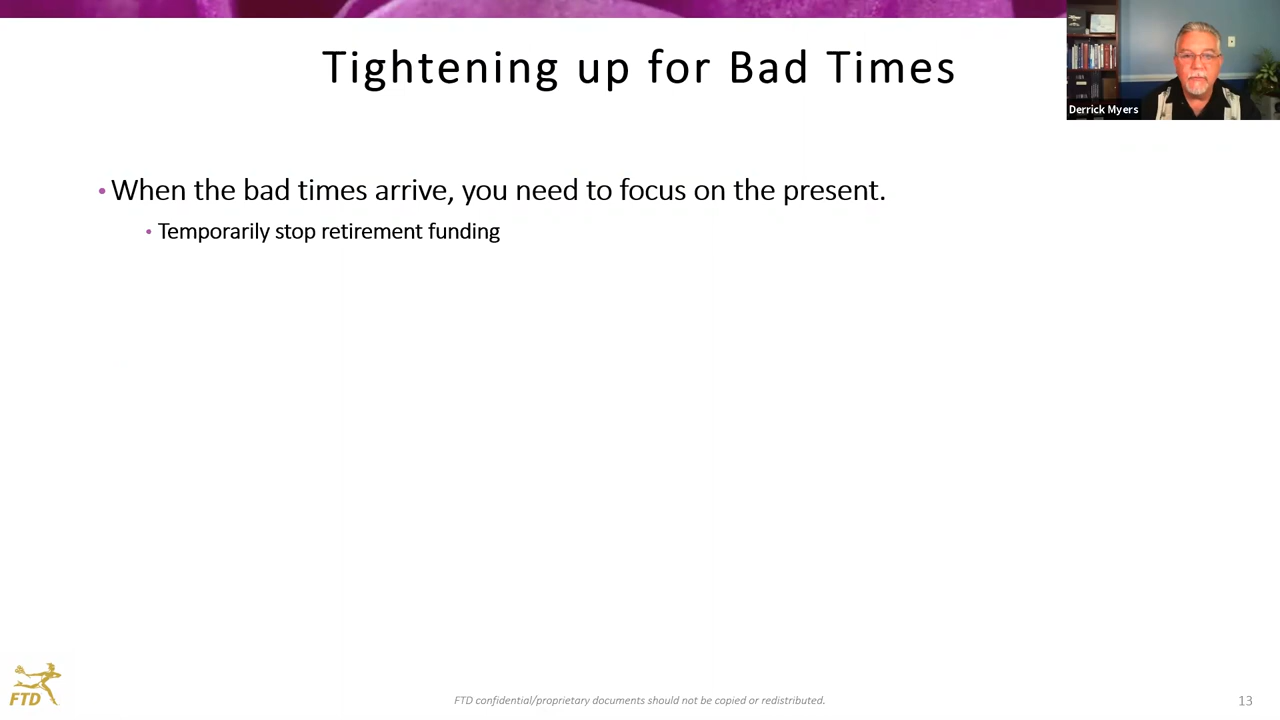 Tightening up for Bad Times
Derrick Myers
• When the bad times arrive, you need to focus on the present.
• Temporarily stop retirement funding
FTD
FTD confidential/proprietary documents should not be copied or redistributed.
13